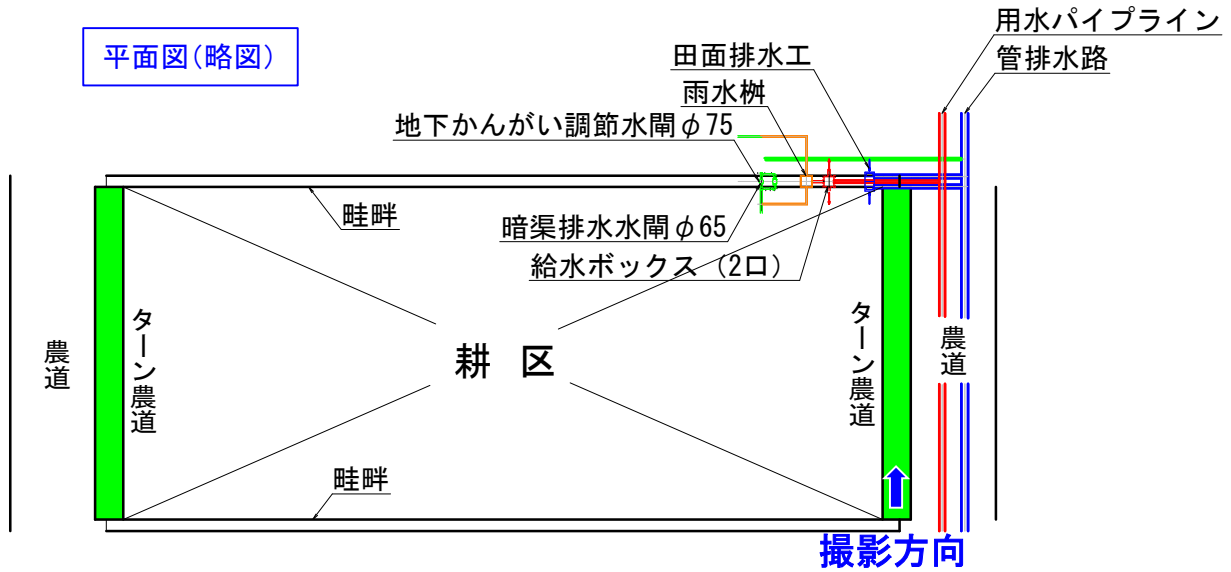 平面図(略図)
用水パイプライン
管排水路
田面排水工
雨水桝
地下かんがい調節水閘φ75
畦畔
暗渠排水水閘φ65
給水ボックス（2口）
農道
ターン農道
耕 区
ターン農道
農道
畦畔
撮影方向